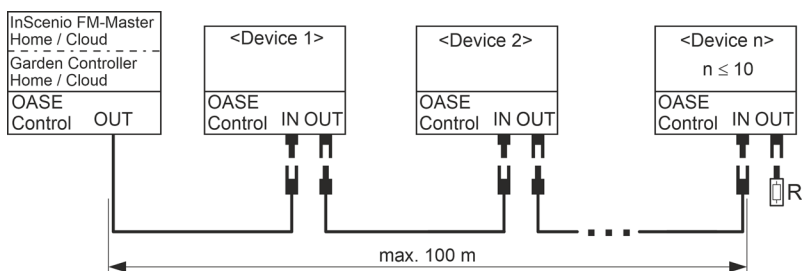 InScenio FM-Master
Home / Cloud
Garden Controller
Home / Cloud
OASE
Control OUT
<Device 1>
OASE
Control IN OUT
<Device 2>
OASE
Control IN OUT
<Device n>
n ≤ 10
OASE
Control IN OUT
R
max. 100 m